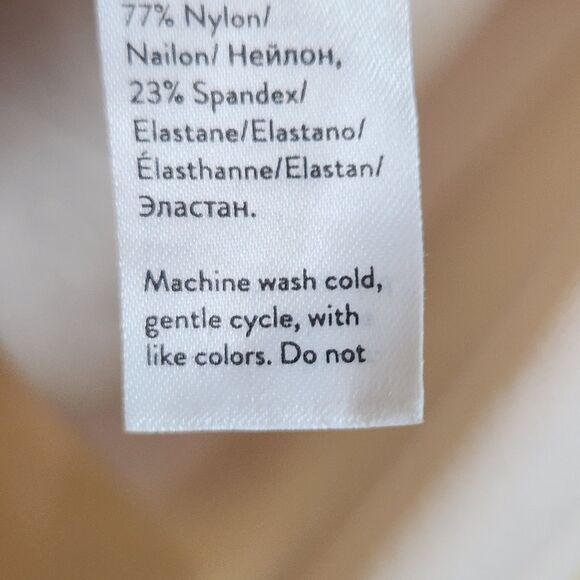 77% Nylon/
Nailon/ Нейлон,
23% Spandex/
Elastane/Elastano/
Élasthanne/Elastan/
Эластан.
Machine wash cold,
gentle cycle, with
like colors. Do not